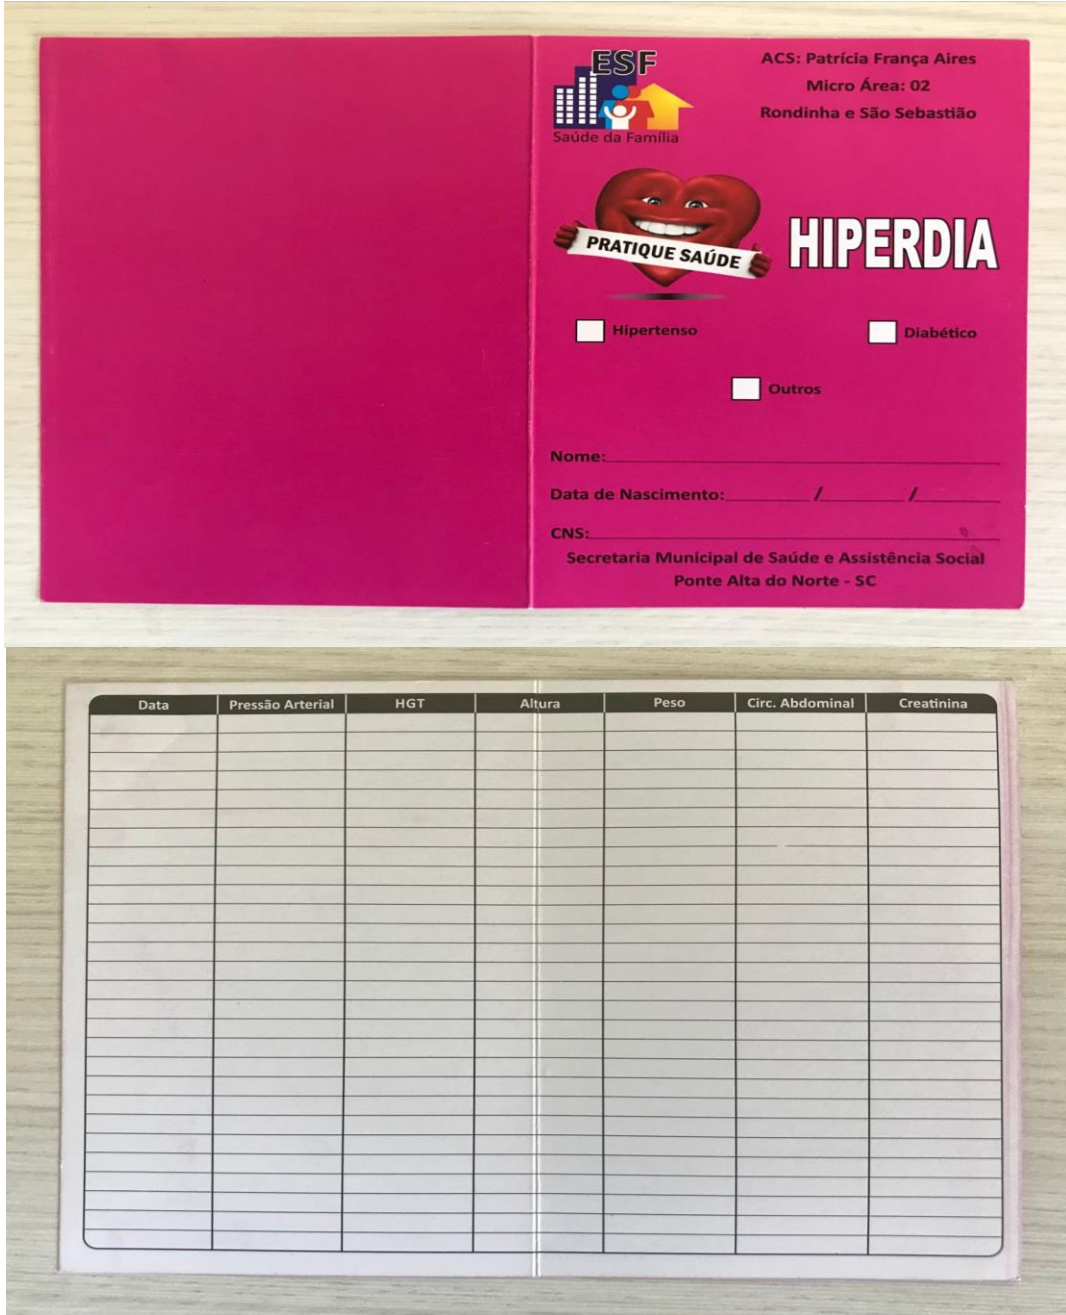 ESF
Saúde da Família
ACS: Patrícia França Aires
Micro Área: 02
Rondinha e São Sebastião
PRATIQUE SAÚDE
HIPERDIA
Hipertenso
Diabético
Outros
Nome:
Data de Nascimento: / /
CNS:
Secretaria Municipal de Saúde e Assistência Social
Ponte Alta do Norte - SC
Data Pressão Arterial HGT Altura Peso Circ. Abdominal Creatinina